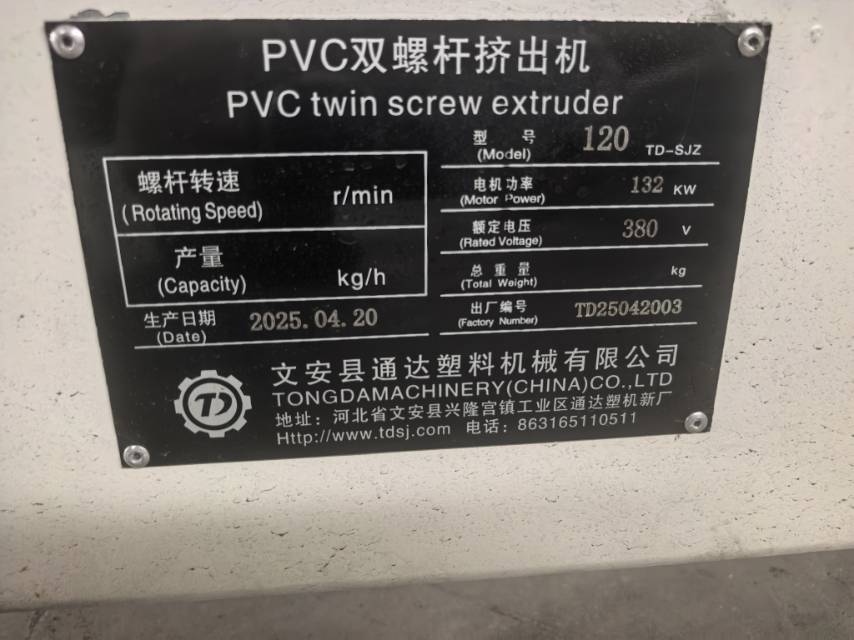 PVC双螺杆挤出机
PVC twin screw extruder
螺杆转速
(Rotating Speed)
r/min
产量
(Capacity)
kg/h
生产日期
(Date)
2025.04.20
型 号
(Model)
120 TD-SJZ
电机功率
(Motor Power)
132 KW
额定电压
(Rated Voltage)
380 V
总重量
(Total Weight)
kg
出厂编号
(Factory Number)
TD25042003
TD
文安县通达塑料机械有限公司
TONGDAMACHINERY(CHINA)CO.,LTD
地址：河北省文安县兴隆宫镇工业区通达塑机新厂
Http://www.tdsj.com 电话：863165110511